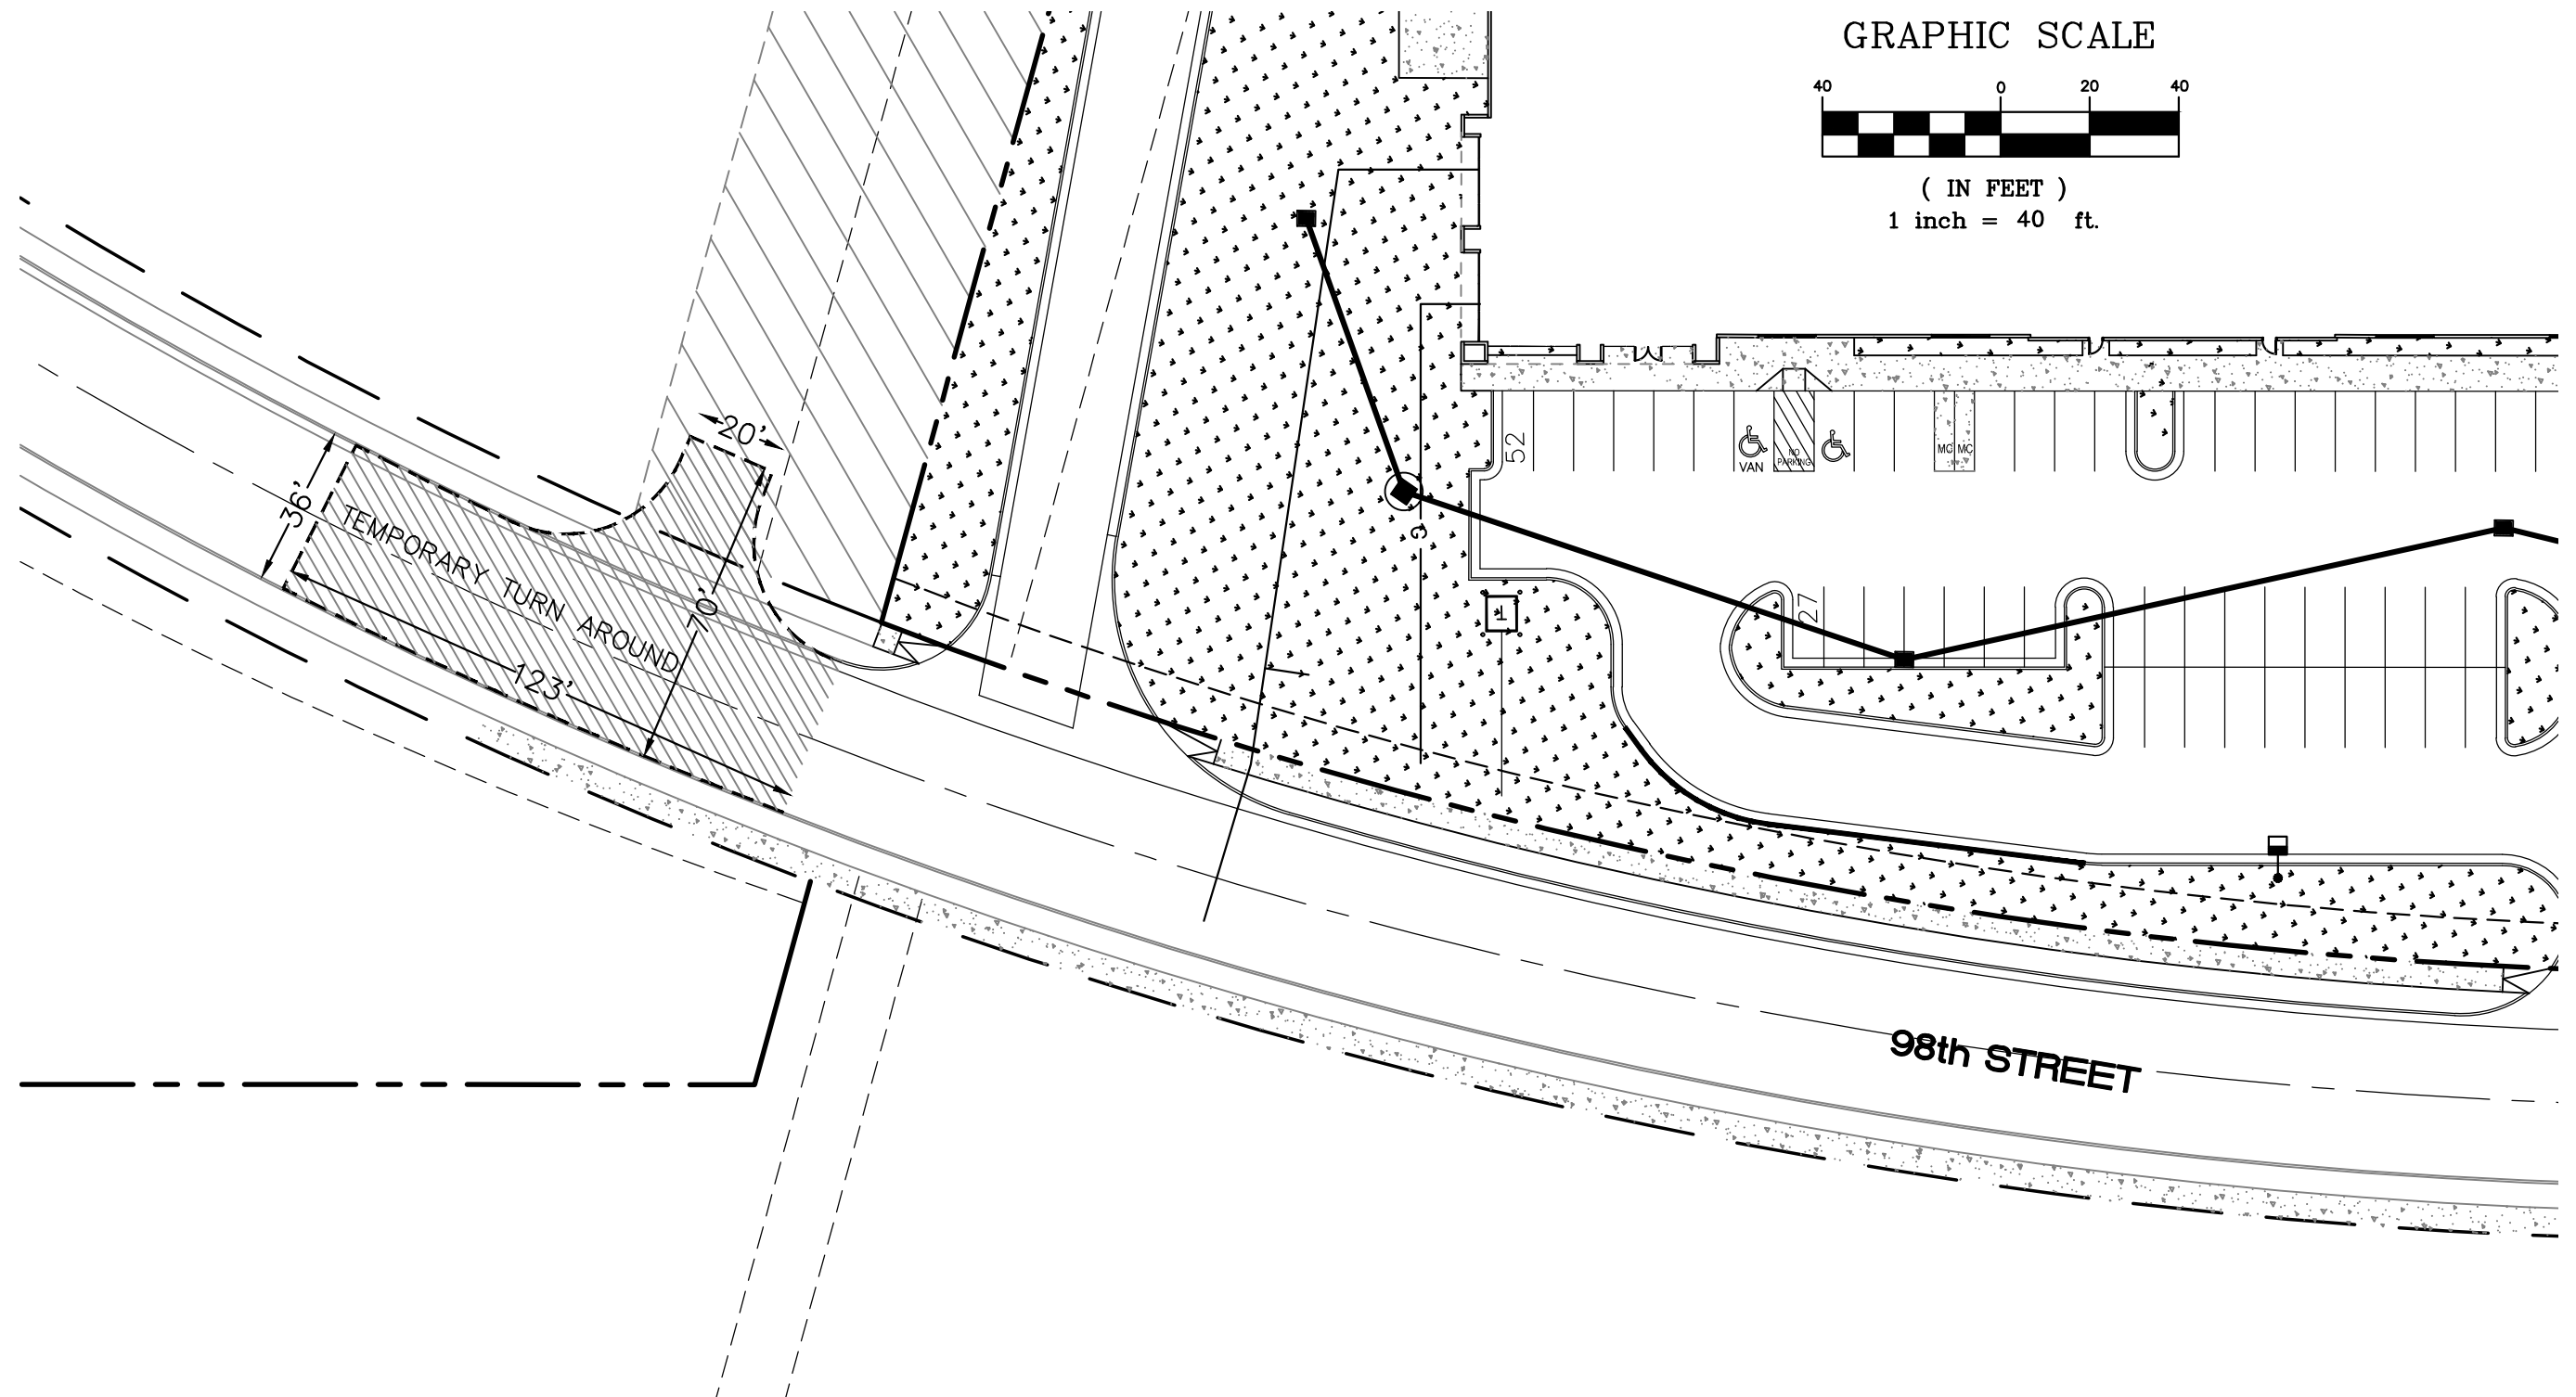 GRAPHIC SCALE
40 0 20 40
( IN FEET )
1 inch = 40 ft.
20'
36'
TEMPORARY TURN AROUND
70'
123'
52
VAN
NO
PARKING
MC MC
G
T
27
98th STREET